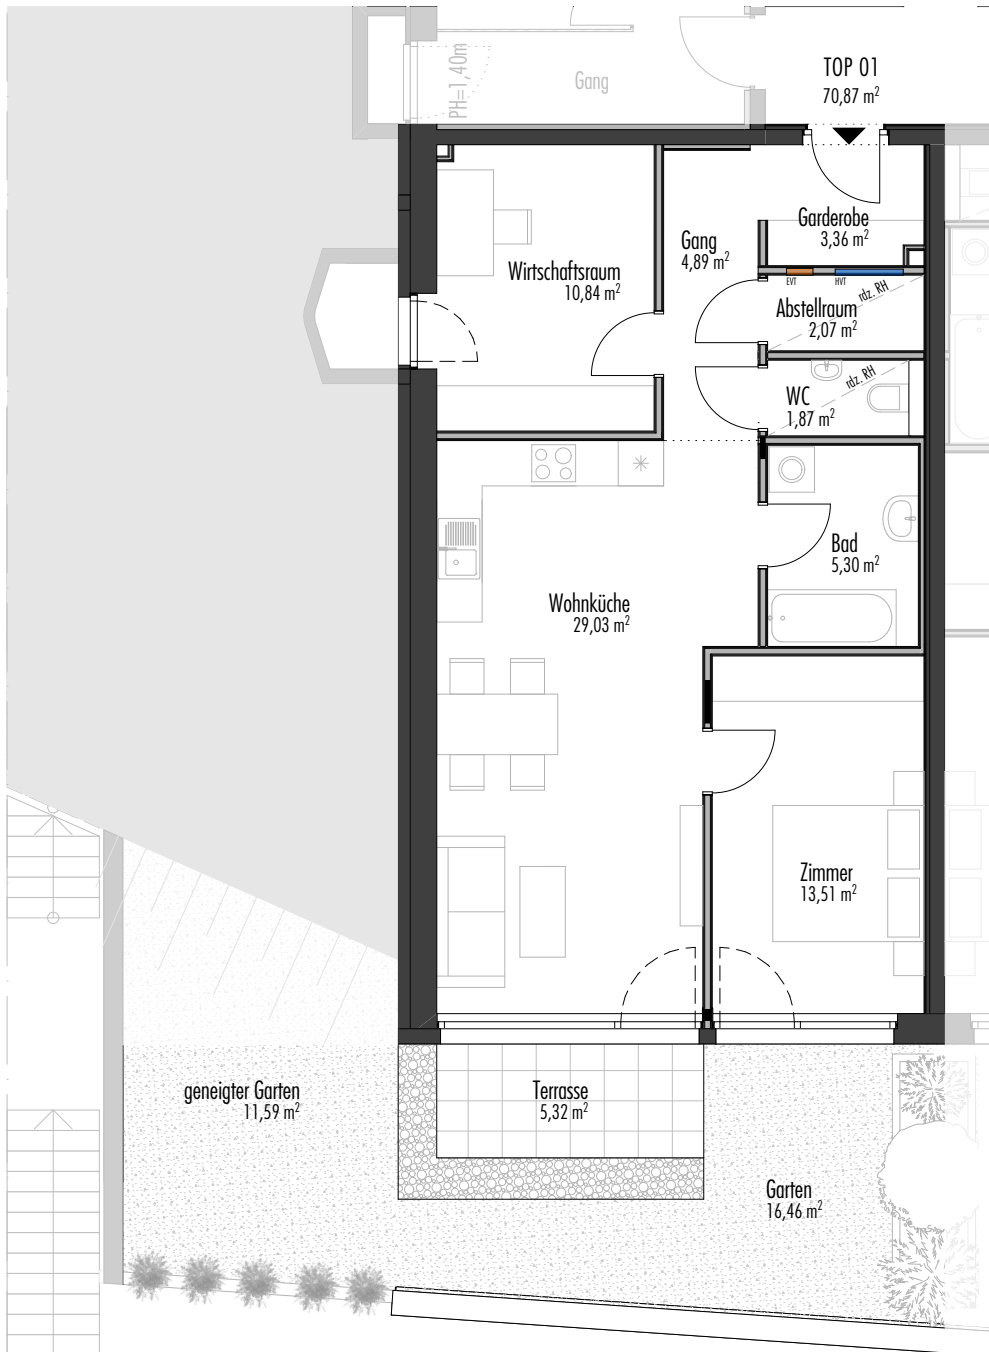 TOP 01
70,87 m²
PH=1,40m
Gang
Garderobe
3,36 m²
Gang
4,89 m²
Wirtschaftsraum
10,84 m²
EVT
HVT
rdz. RH
Abstellraum
2,07 m²
rdz. RH
WC
1,87 m²
Bad
5,30 m²
Wohnküche
29,03 m²
Zimmer
13,51 m²
geneigter Garten
11,59 m²
Terrasse
5,32 m²
Garten
16,46 m²